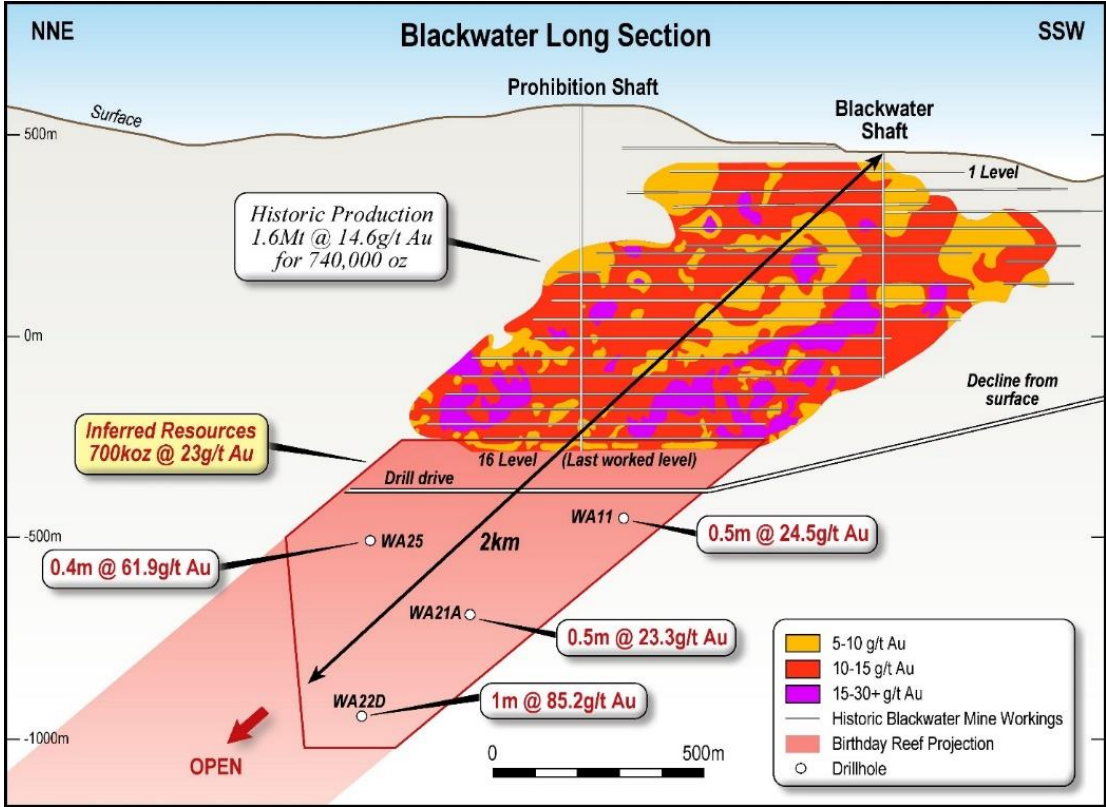 NNE
Blackwater Long Section
SSW
Prohibition Shaft
Surface
Blackwater
Shaft
500m
1 Level
Historic Production
1.6Mt @ 14.6g/t Au
for 740,000 oz
0m
Decline from
surface
Inferred Resources
700koz @ 23g/t Au
16 Level (Last worked level)
Drill drive
WA11
-500m
WA25
2km
0.5m @ 24.5g/t Au
0.4m @ 61.9g/t Au
WA21A
0.5m @ 23.3g/t Au
WA22D
1m @ 85.2g/t Au
-1000m
OPEN
0
500m
5-10 g/t Au
10-15 g/t Au
15-30+ g/t Au
Historic Blackwater Mine Workings
Birthday Reef Projection
Drillhole